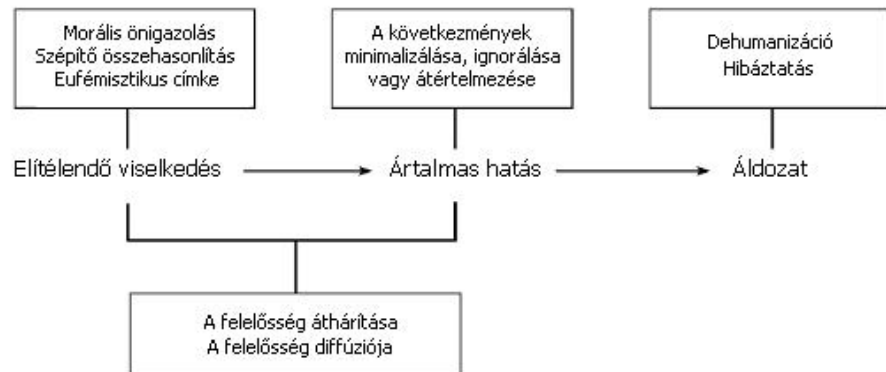 Morális önigazolás
Szépítő összehasonlítás
Eufémisztikus címke
A következmények
minimalizálása, ignorálása
vagy átértelmezése
Dehumanizáció
Hibáztatás
Elítélendő viselkedés
Ártalmas hatás
Áldozat
A felelősség áthárítása
A felelősség diffúziója